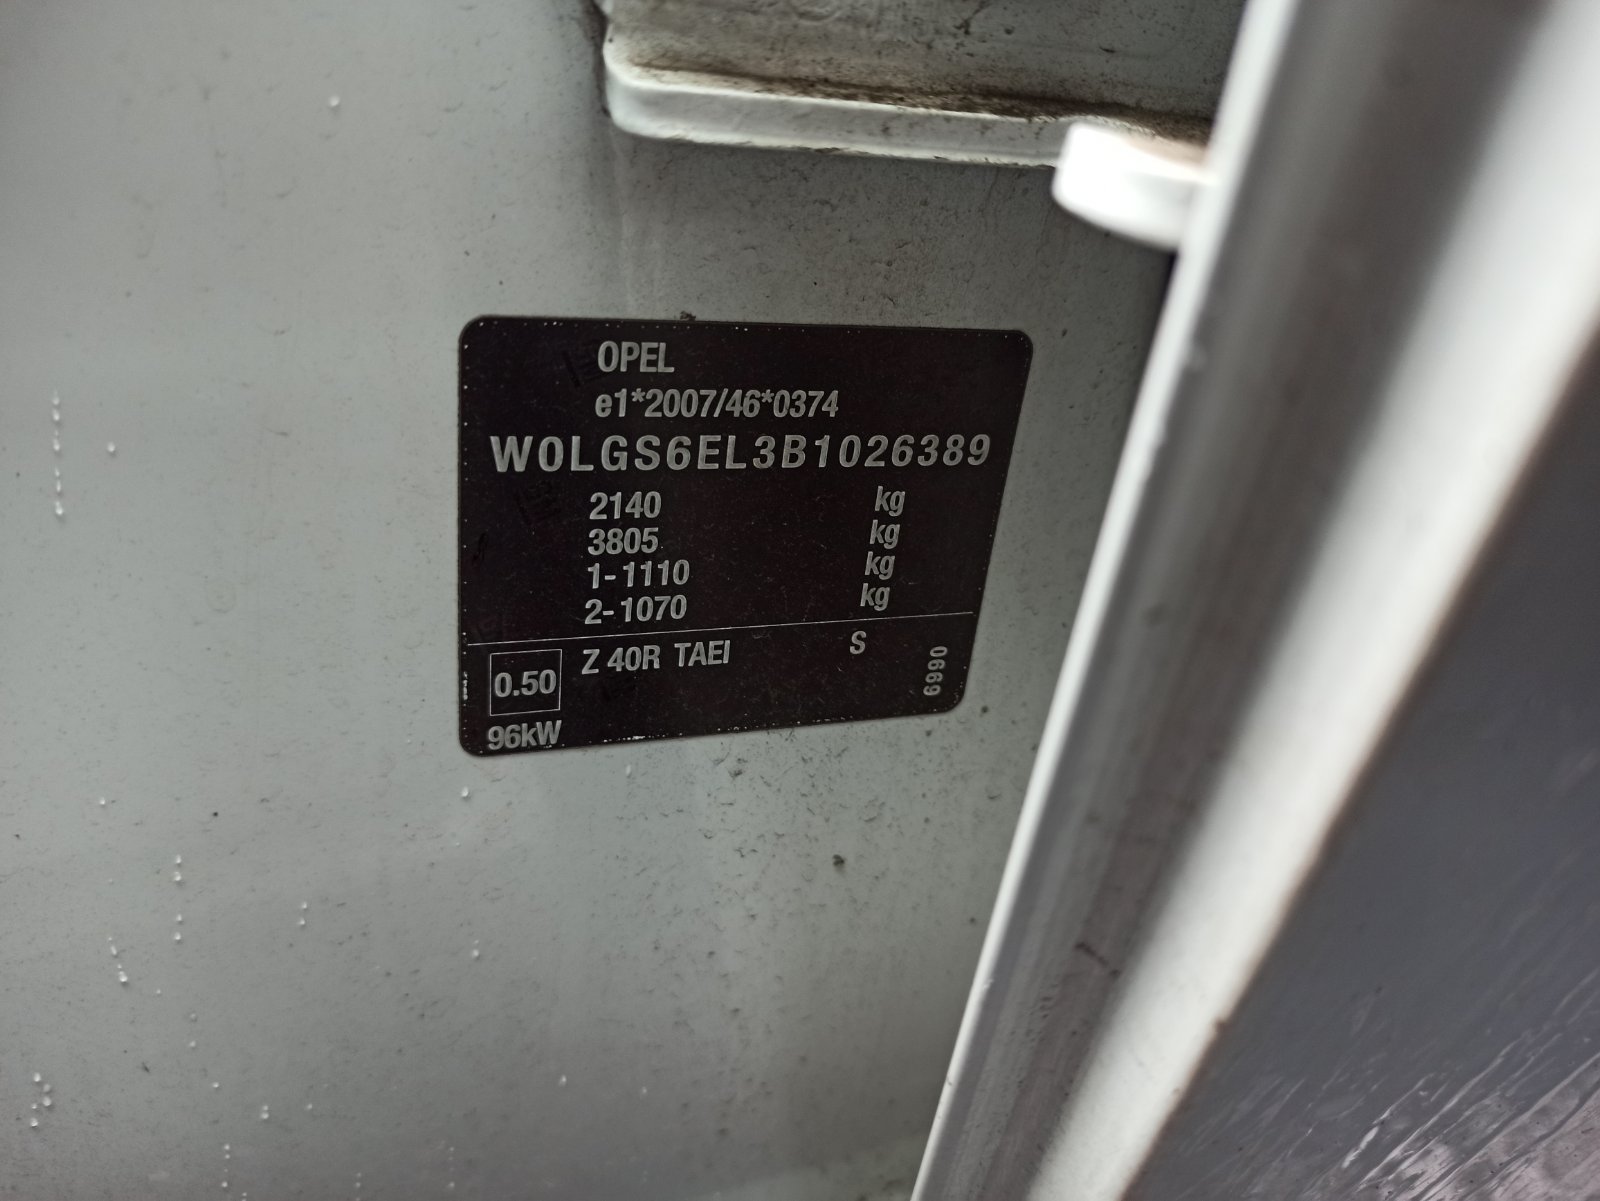 OPEL
e1*2007/46*0374
W0LGS6EL3B1026389
2140 kg
3805 kg
1-1110 kg
2-1070 kg
Z 40R TAEI S
0.50
96kW
6990